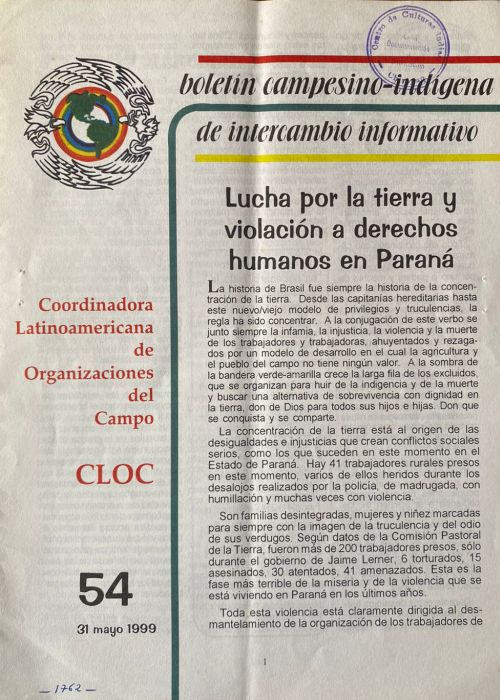 Centro de Culturas Indias
Documentación
boletín campesino-indígena
de intercambio informativo
Lucha por la tierra y
violación a derechos
humanos en Paraná
La historia de Brasil fue siempre la historia de la concen-
tración de la tierra. Desde las capitanías hereditarias hasta
este nuevo/viejo modelo de privilegios y truculencias, la
regla ha sido concentrar. A la conjugación de este verbo se
junto siempre la infamia, la injusticia, la violencia y la muerte
de los trabajadores y trabajadoras, ahuyentados y rezaga-
dos por un modelo de desarrollo en el cual la agricultura y
el pueblo del campo no tiene ningún valor. A la sombra de
la bandera verde-amarilla A rece la larga fila de los excluidos,
que se organizan para huir de la indigencia y de la muerte
y buscar una alternativa de sobrevivencia con dignidad en
la tierra, don de Dios para todos sus hijos e hijas. Don que
se conquista y se comparte.
La concentración de la tierra está al origen de las
desigualdades e injusticias que crean conflictos sociales
serios, como los que suceden en este momento en el
Estado de Paraná. Hay 41 trabajadores rurales presos
en este momento, varios de ellos heridos durante los
desalojos realizados por la policia, de madrugada, con
humillación y muchas veces con violencia.
Son familias desintegradas, mujeres y niñez marcadas
para siempre con la imagen de la truculencia y del odio
de sus verdugos. Según datos de la Comisión Pastoral
de la Tierra, fueron más de 200 trabajadores presos, sólo
durante el gobierno de Jaime Lerner, 6 torturados, 15
asesinados, 30 atentados, 41 amenazados. Esta es la
fase más terrible de la miseria y de la violencia que se
está viviendo en Paraná en los últimos años.
Toda esta violencia está claramente dirigida al des-
mantelamiento de la organización de los trabajadores de
Coordinadora
Latinoamericana
de
Organizaciones
del
Campo
CLOC
54
31 mayo 1999
1
- 1762 -